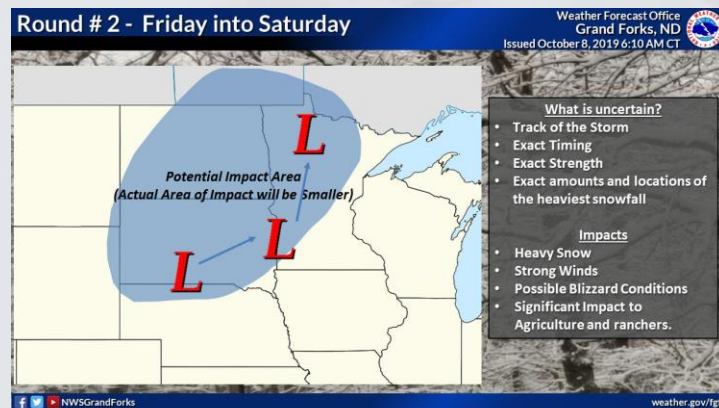 Round # 2 - Friday into Saturday
Weather Forecast Office
Grand Forks, ND
Issued October 8, 2019 6:10 AM CT
L
Potential Impact Area
(Actual Area of Impact will be Smaller)
L
L
What is uncertain?
• Track of the Storm
• Exact Timing
• Exact Strength
• Exact amounts and locations of
the heaviest snowfall
Impacts
• Heavy Snow
• Strong Winds
• Possible Blizzard Conditions
• Significant Impact to
Agriculture and ranchers.
NWSGrandForks